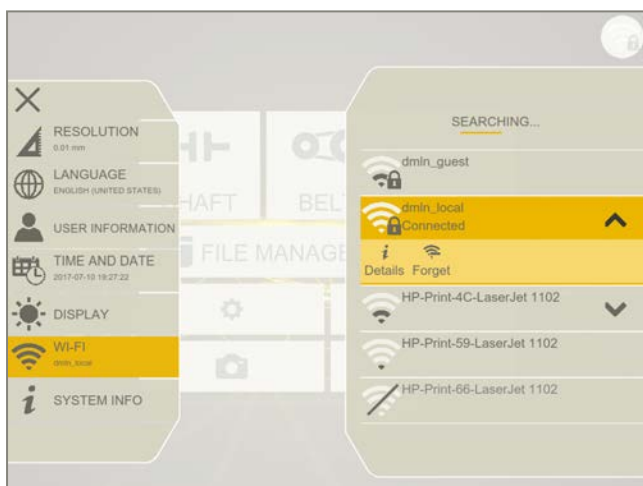 RESOLUTION
0.01 mm
LANGUAGE
ENGLISH (UNITED STATES)
USER INFORMATION
TIME AND DATE
2017-07-10 19:27:22
DISPLAY
WI-FI
dmln_local
SYSTEM INFO
HAFT
BEL
FILE MANAGE
SEARCHING...
dmln_guest
dmln_local
Connected
Details Forget
HP-Print-4C-LaserJet 1102
HP-Print-59-LaserJet 1102
HP-Print-66-LaserJet 1102